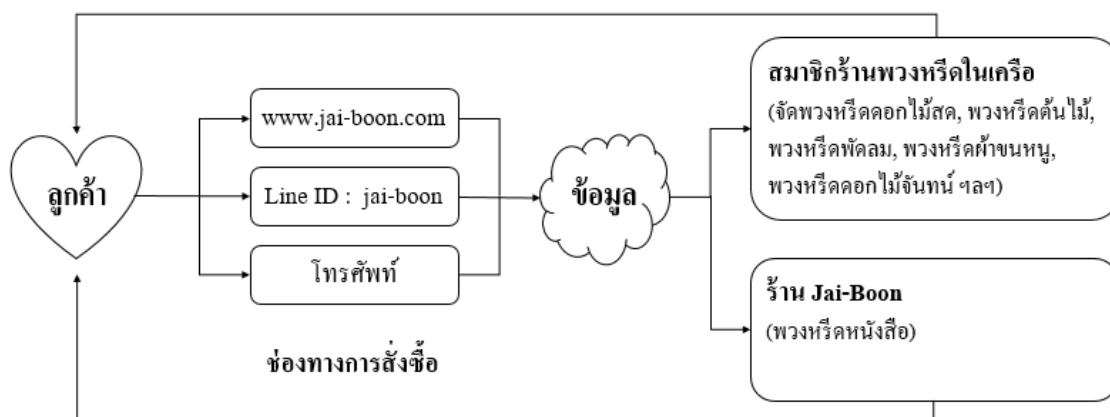 ลูกค้า
www.jai-boon.com
Line ID : jai-boon
โทรศัพท์
ช่องทางการสั่งซื้อ
ข้อมูล
สมาชิกร้านพวงหรีดในเครือ
(จัดพวงหรีดดอกไม้สด, พวงหรีดต้นไม้,
พวงหรีดพัดลม, พวงหรีดผ้าขนหนู,
พวงหรีดดอกไม้จันทน์ ฯลฯ)
ร้าน Jai-Boon
(พวงหรีดหนังสือ)